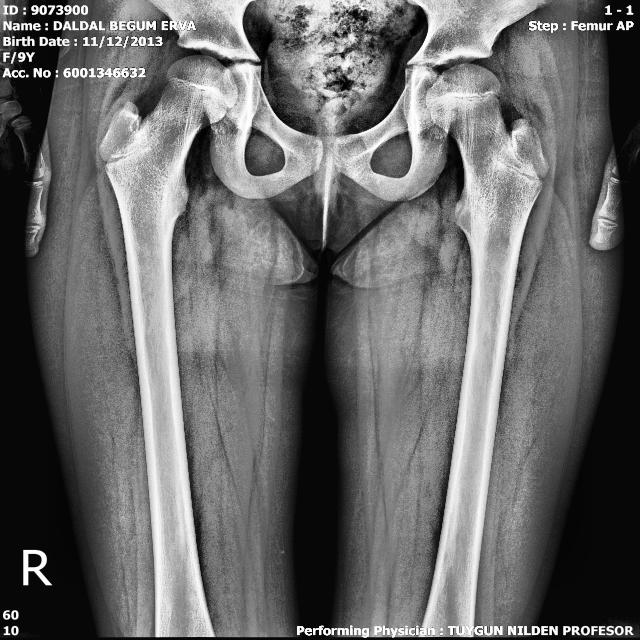 ID : 9073900
1 - 1
Name : DALDAL BEGUM ERVA
Step : Femur AP
Birth Date : 11/12/2013
F/9Y
Acc. No : 6001346632
R
60
10
Performing Physician : TUYGUN NILDEN PROFESOR